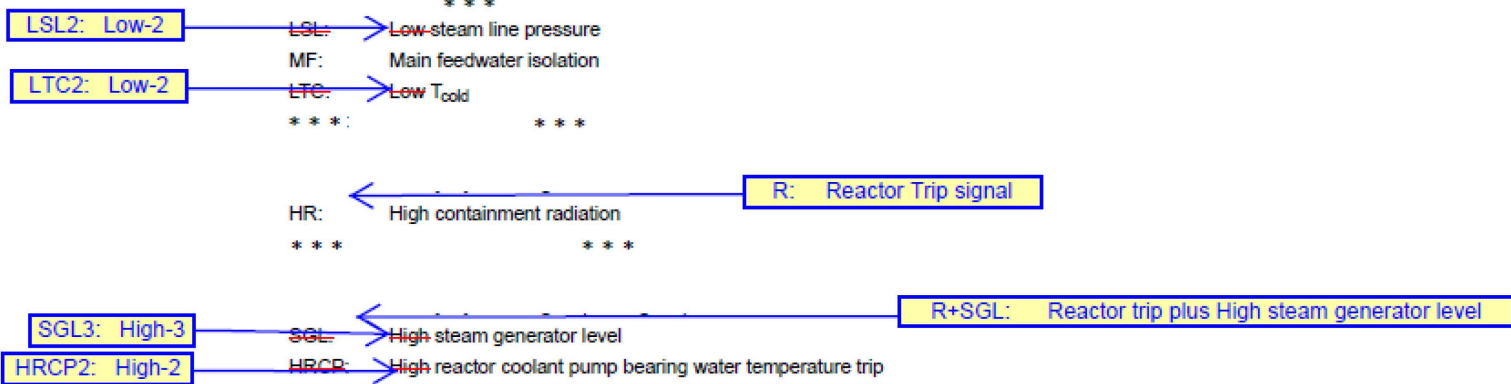 * * *
LSL2: Low-2 LSL: Low steam line pressure
MF: Main feedwater isolation
LTC2: Low-2 LTC: Low Tcold
* * * : * * *
R: Reactor Trip signal
HR: High containment radiation
* * * * * *
R+SGL: Reactor trip plus High steam generator level
SGL3: High-3 SGL: High steam generator level
HRCP2: High-2 HRCP: High reactor coolant pump bearing water temperature trip